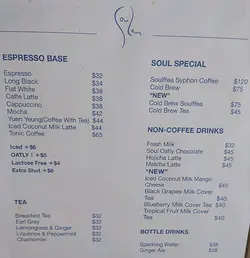 Soul
ESPRESSO BASE
Espresso $32
Long Black $34
Flat White $38
Caffe Latte $38
Cappuccino $38
Mocha $42
Yuen Yeung(Coffee With Tea) $44
Iced Coconut Milk Latte $44
Tonic Coffee $65
Iced +$6
OATLY ! +$5
Lactose Free +$4
Extra Shot +$8
TEA
Breakfast Tea $32
Earl Grey $32
Lemongrass & Ginger $32
Liquorice & Peppermint $32
Chamomile $32
SOUL SPECIAL
Soulffea Syphon Coffee $120
Cold Brew $75
"NEW"
Cold Brew Soulffea $75
Cold Brew Tea $45
NON-COFFEE DRINKS
Fresh Milk $32
Soul Oatly Chocolate $45
Hojicha Latte $45
Matcha Latte $45
"NEW"
Iced Coconut Milk Mango
Cheese $45
Black Grapes Milk Cover
Tea $40
Blueberry Milk Cover Tea $40
Tropical Fruit Milk Cover
Tea $40
BOTTLE DRINKS
Sparkling Water $38
Ginger Ale $38